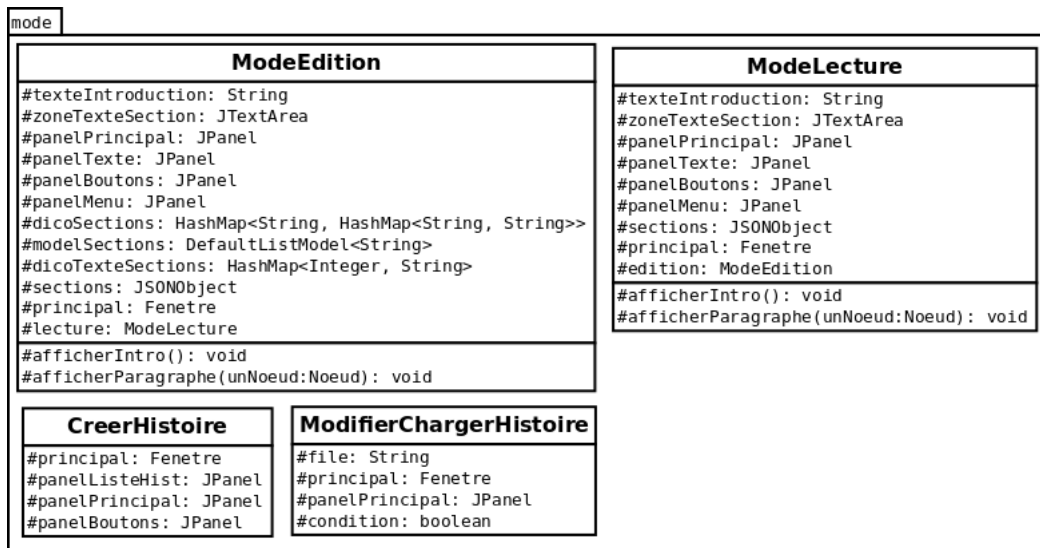 mode
ModeEdition
#texteIntroduction: String
#zoneTexteSection: JTextArea
#panelPrincipal: JPanel
#panelTexte: JPanel
#panelBoutons: JPanel
#panelMenu: JPanel
#dicoSections: HashMap<String, HashMap<String, String>>
#modelSections: DefaultListModel<String>
#dicoTexteSections: HashMap<Integer, String>
#sections: JSONObject
#principal: Fenetre
#lecture: ModeLecture
#afficherIntro(): void
#afficherParagraphe(unNoeud:Noeud): void
ModeLecture
#texteIntroduction: String
#zoneTexteSection: JTextArea
#panelPrincipal: JPanel
#panelTexte: JPanel
#panelBoutons: JPanel
#panelMenu: JPanel
#sections: JSONObject
#principal: Fenetre
#edition: ModeEdition
#afficherIntro(): void
#afficherParagraphe(unNoeud:Noeud): void
CreerHistoire
#principal: Fenetre
#panelListeHist: JPanel
#panelPrincipal: JPanel
#panelBoutons: JPanel
ModifierChargerHistoire
#file: String
#principal: Fenetre
#panelPrincipal: JPanel
#condition: boolean